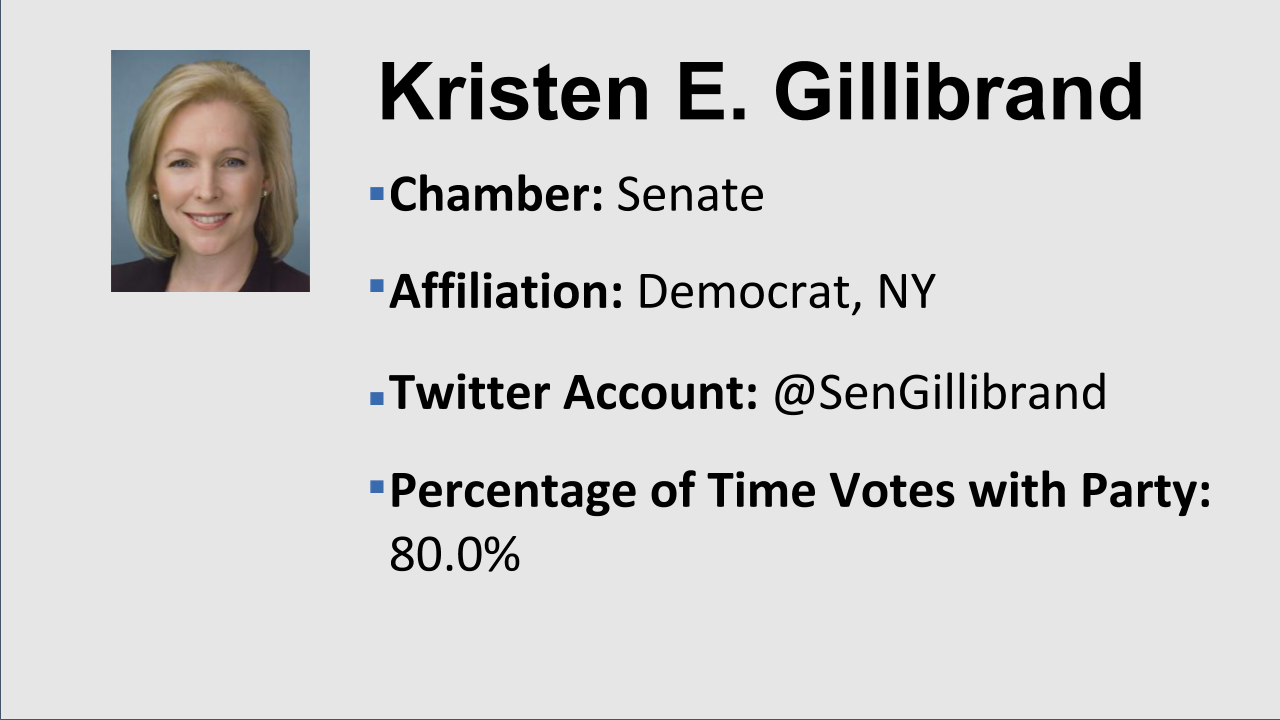 Kristen E. Gillibrand
▪Chamber: Senate
▪Affiliation: Democrat, NY
▪Twitter Account: @SenGillibrand
▪Percentage of Time Votes with Party:
80.0%